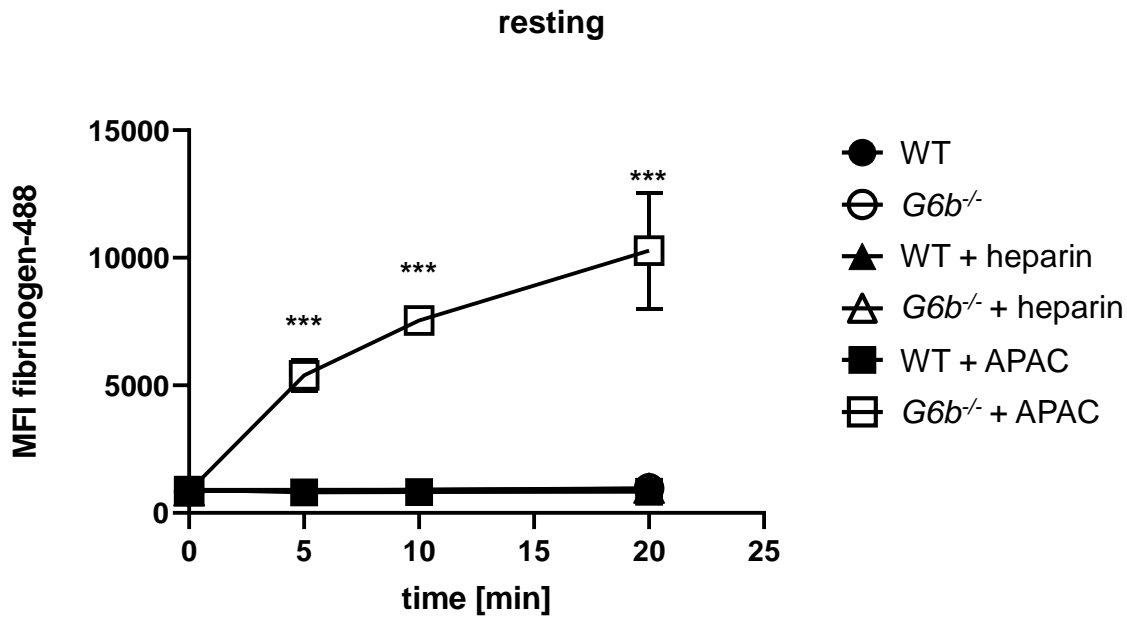 resting
MFI fibrinogen-488
15000
10000
5000
0
***
***
***
0 5 10 15 20 25
time [min]
WT
G6b-/-
WT + heparin
G6b-/- + heparin
WT + APAC
G6b-/- + APAC